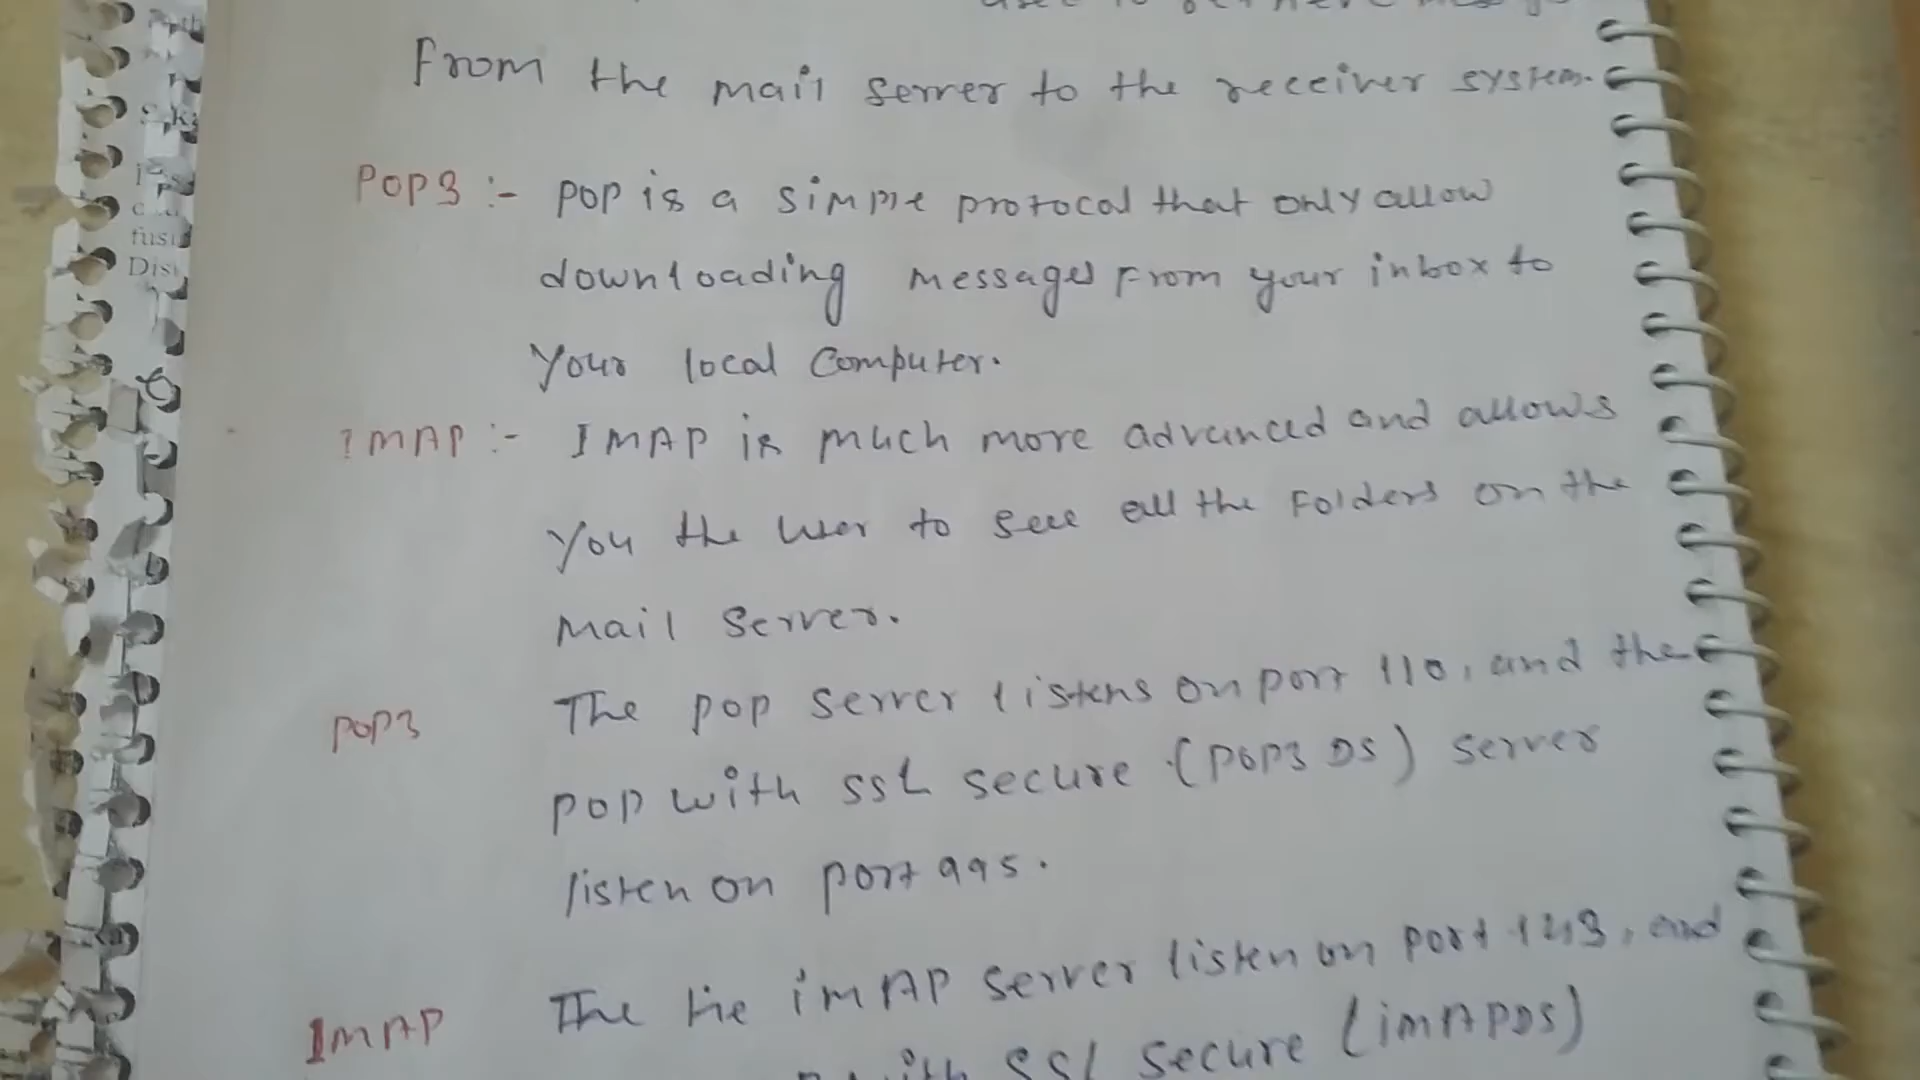 From the mail server to the receiver system.
POP3 :- POP is a simple protocol that only allow
downloading messages From your inbox to
Your local Computer.
IMAP :- IMAP is much more advanced and allows
You the user to see all the Folders on the
Mail Server.
POP3 The pop server listens on port 110, and the
POP with SSL secure (POP3 DS) server
listen on port 995.
IMAP The the iMAP server listen on port 143, and
with SSL secure (iMAPDS)